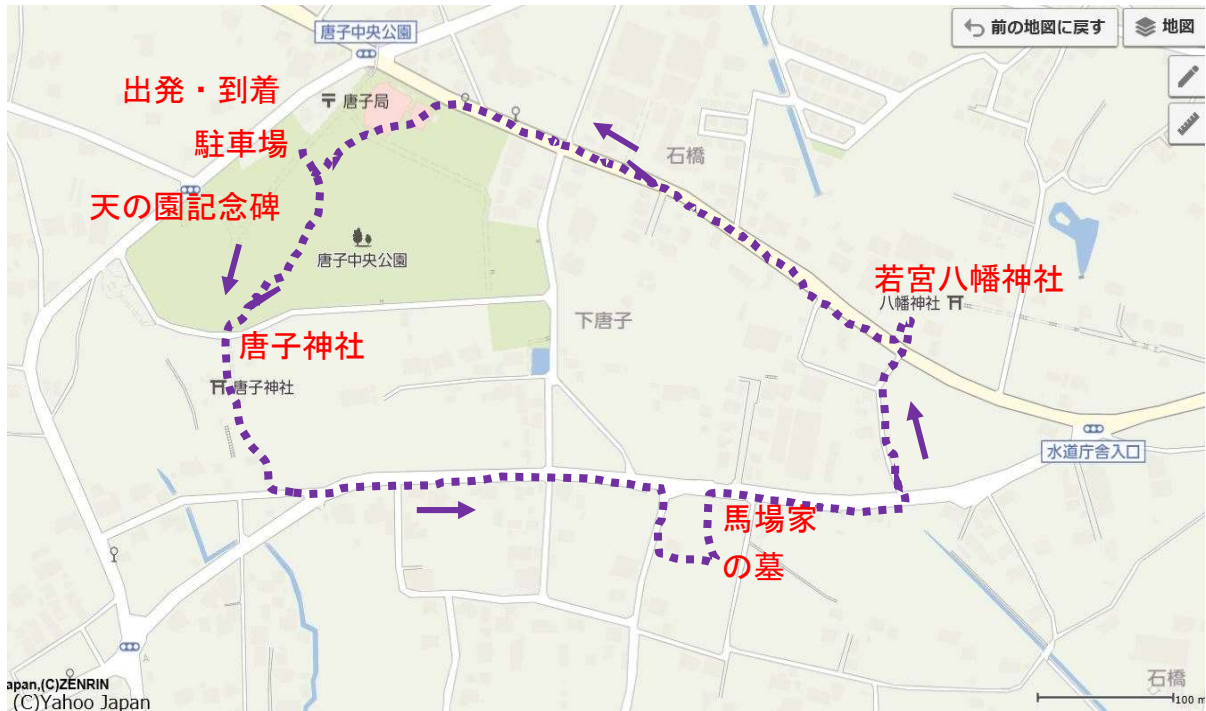 唐子中央公園
前の地図に戻す
地図
出発・到着
唐子局
駐車場
石橋
天の園記念碑
唐子中央公園
若宮八幡神社
八幡神社
下唐子
唐子神社
唐子神社
水道庁舎入口
馬場家
の墓
石橋
apan,(C)ZENRIN
(C)Yahoo Japan
100 m